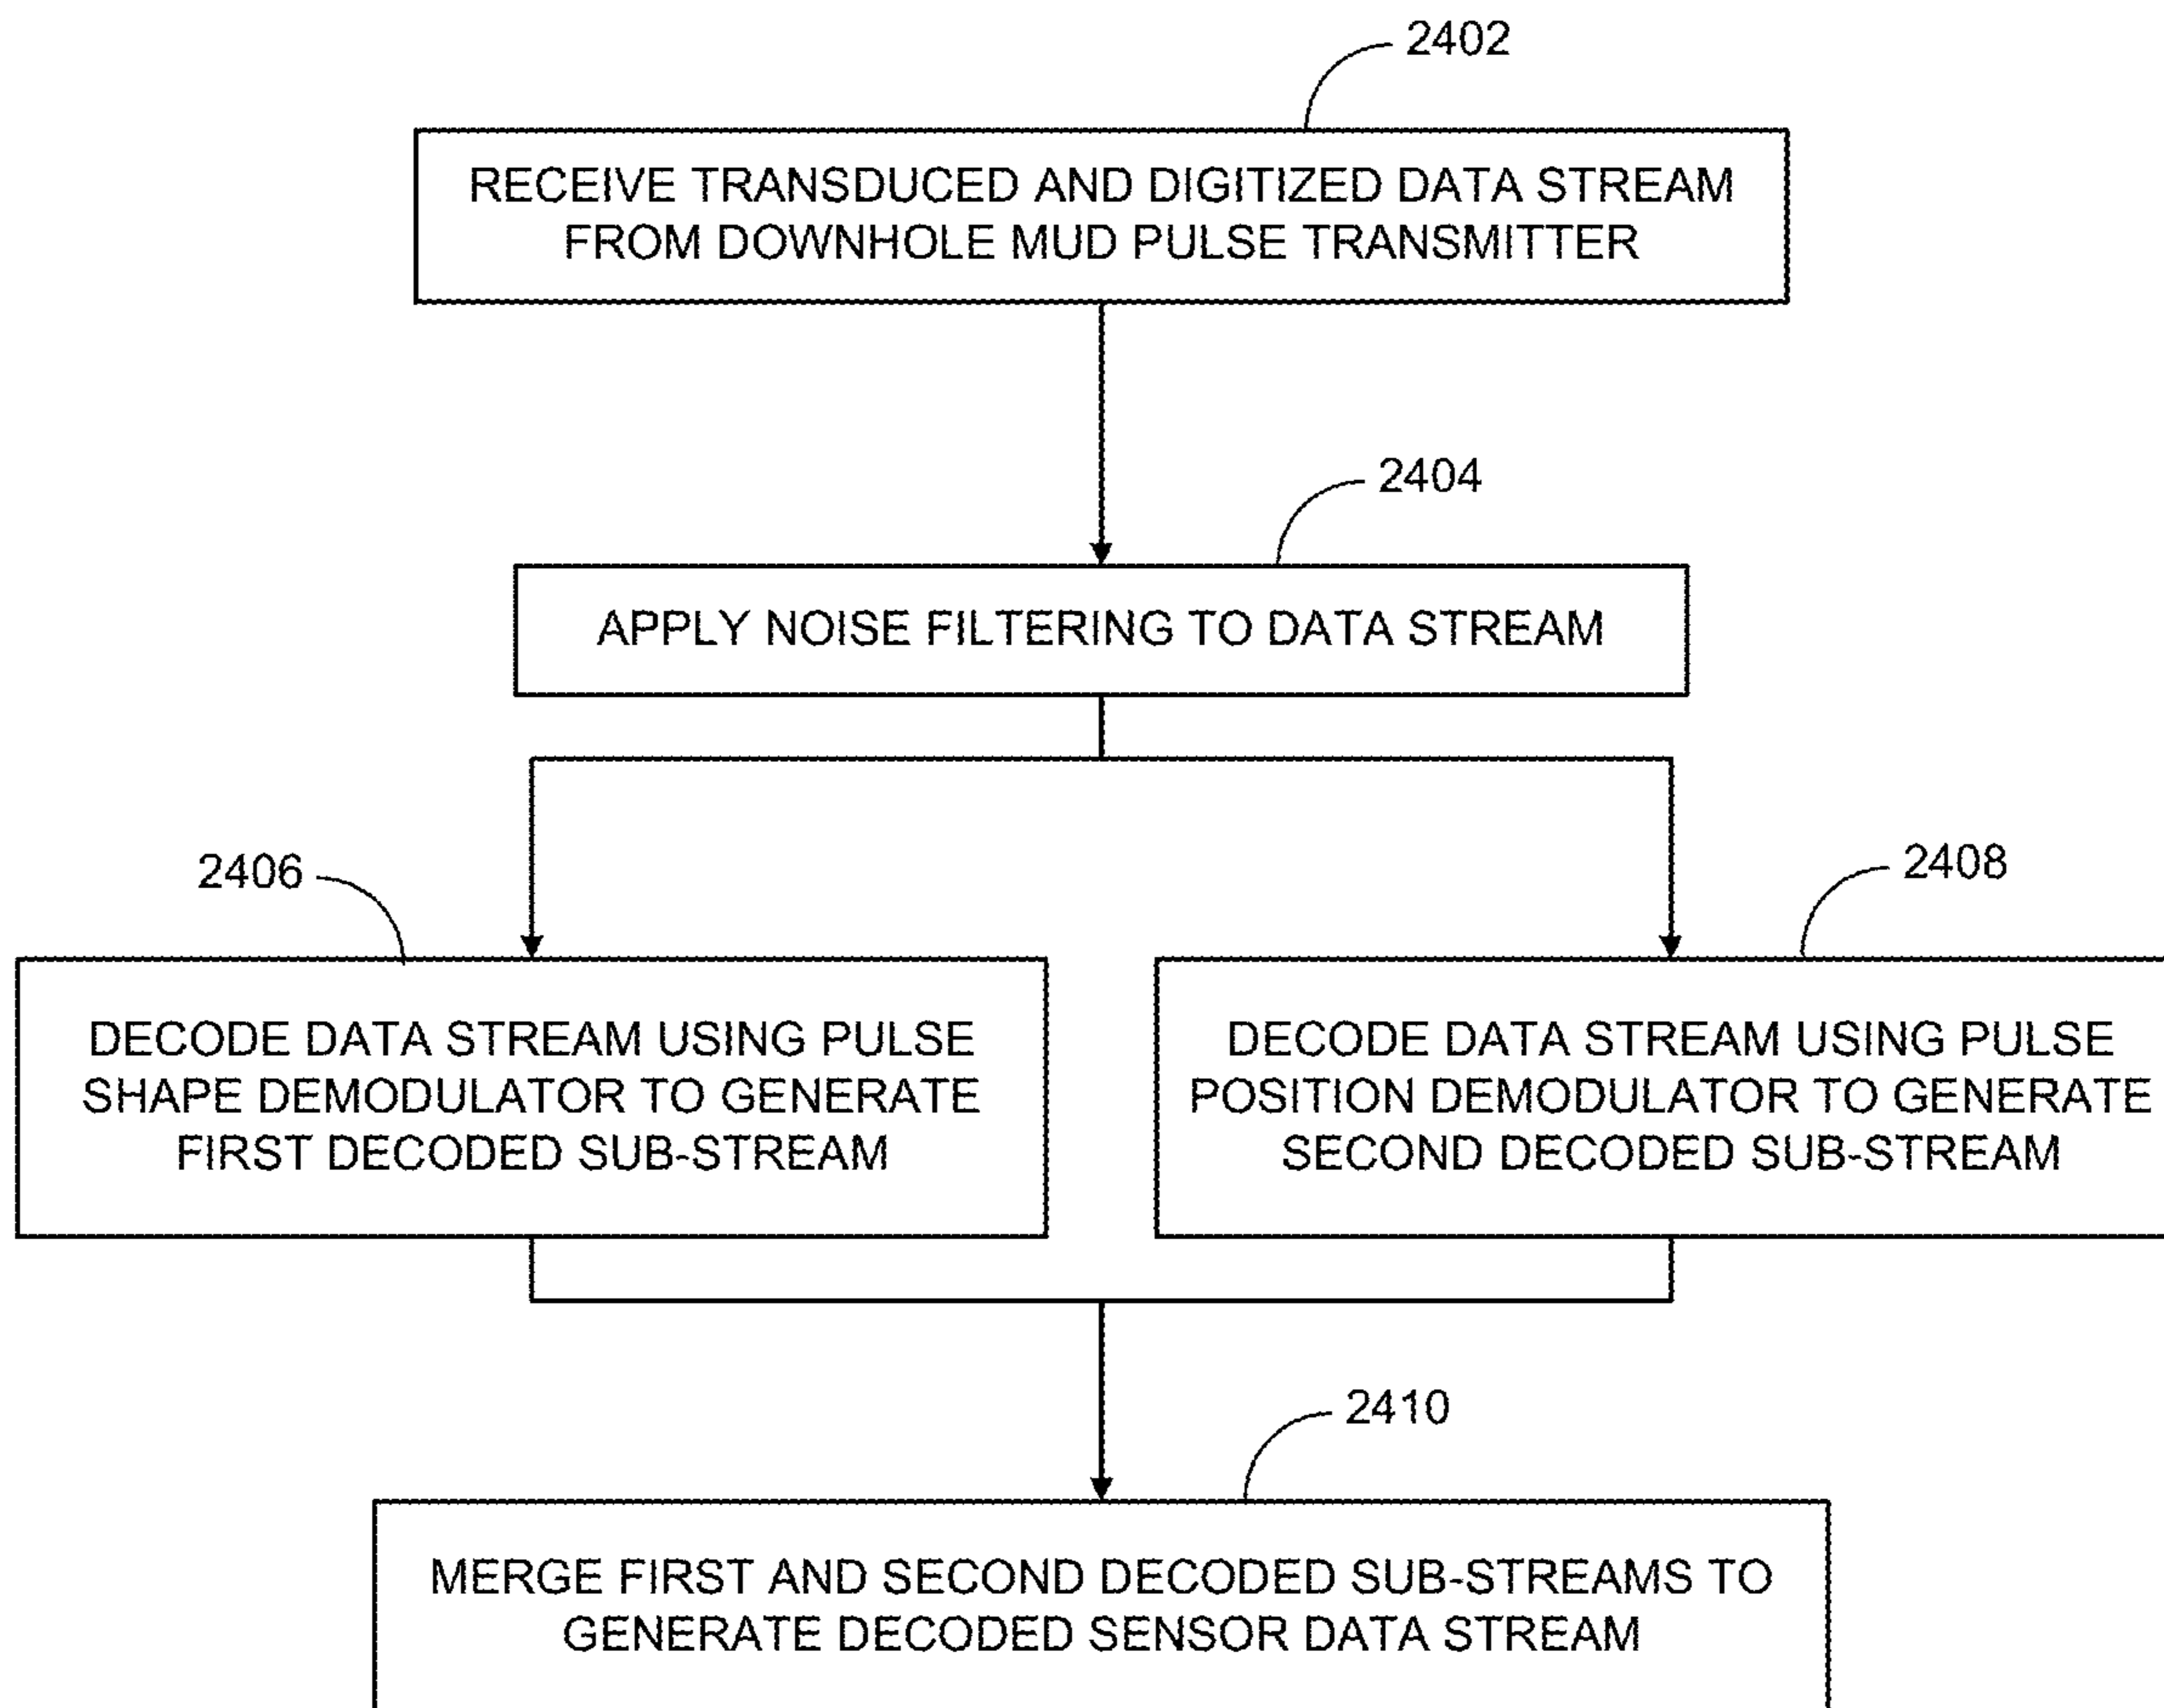 2402
RECEIVE TRANSDUCED AND DIGITIZED DATA STREAM
FROM DOWNHOLE MUD PULSE TRANSMITTER
2404
APPLY NOISE FILTERING TO DATA STREAM
2406
DECODE DATA STREAM USING PULSE
SHAPE DEMODULATOR TO GENERATE
FIRST DECODED SUB-STREAM
2408
DECODE DATA STREAM USING PULSE
POSITION DEMODULATOR TO GENERATE
SECOND DECODED SUB-STREAM
2410
MERGE FIRST AND SECOND DECODED SUB-STREAMS TO
GENERATE DECODED SENSOR DATA STREAM